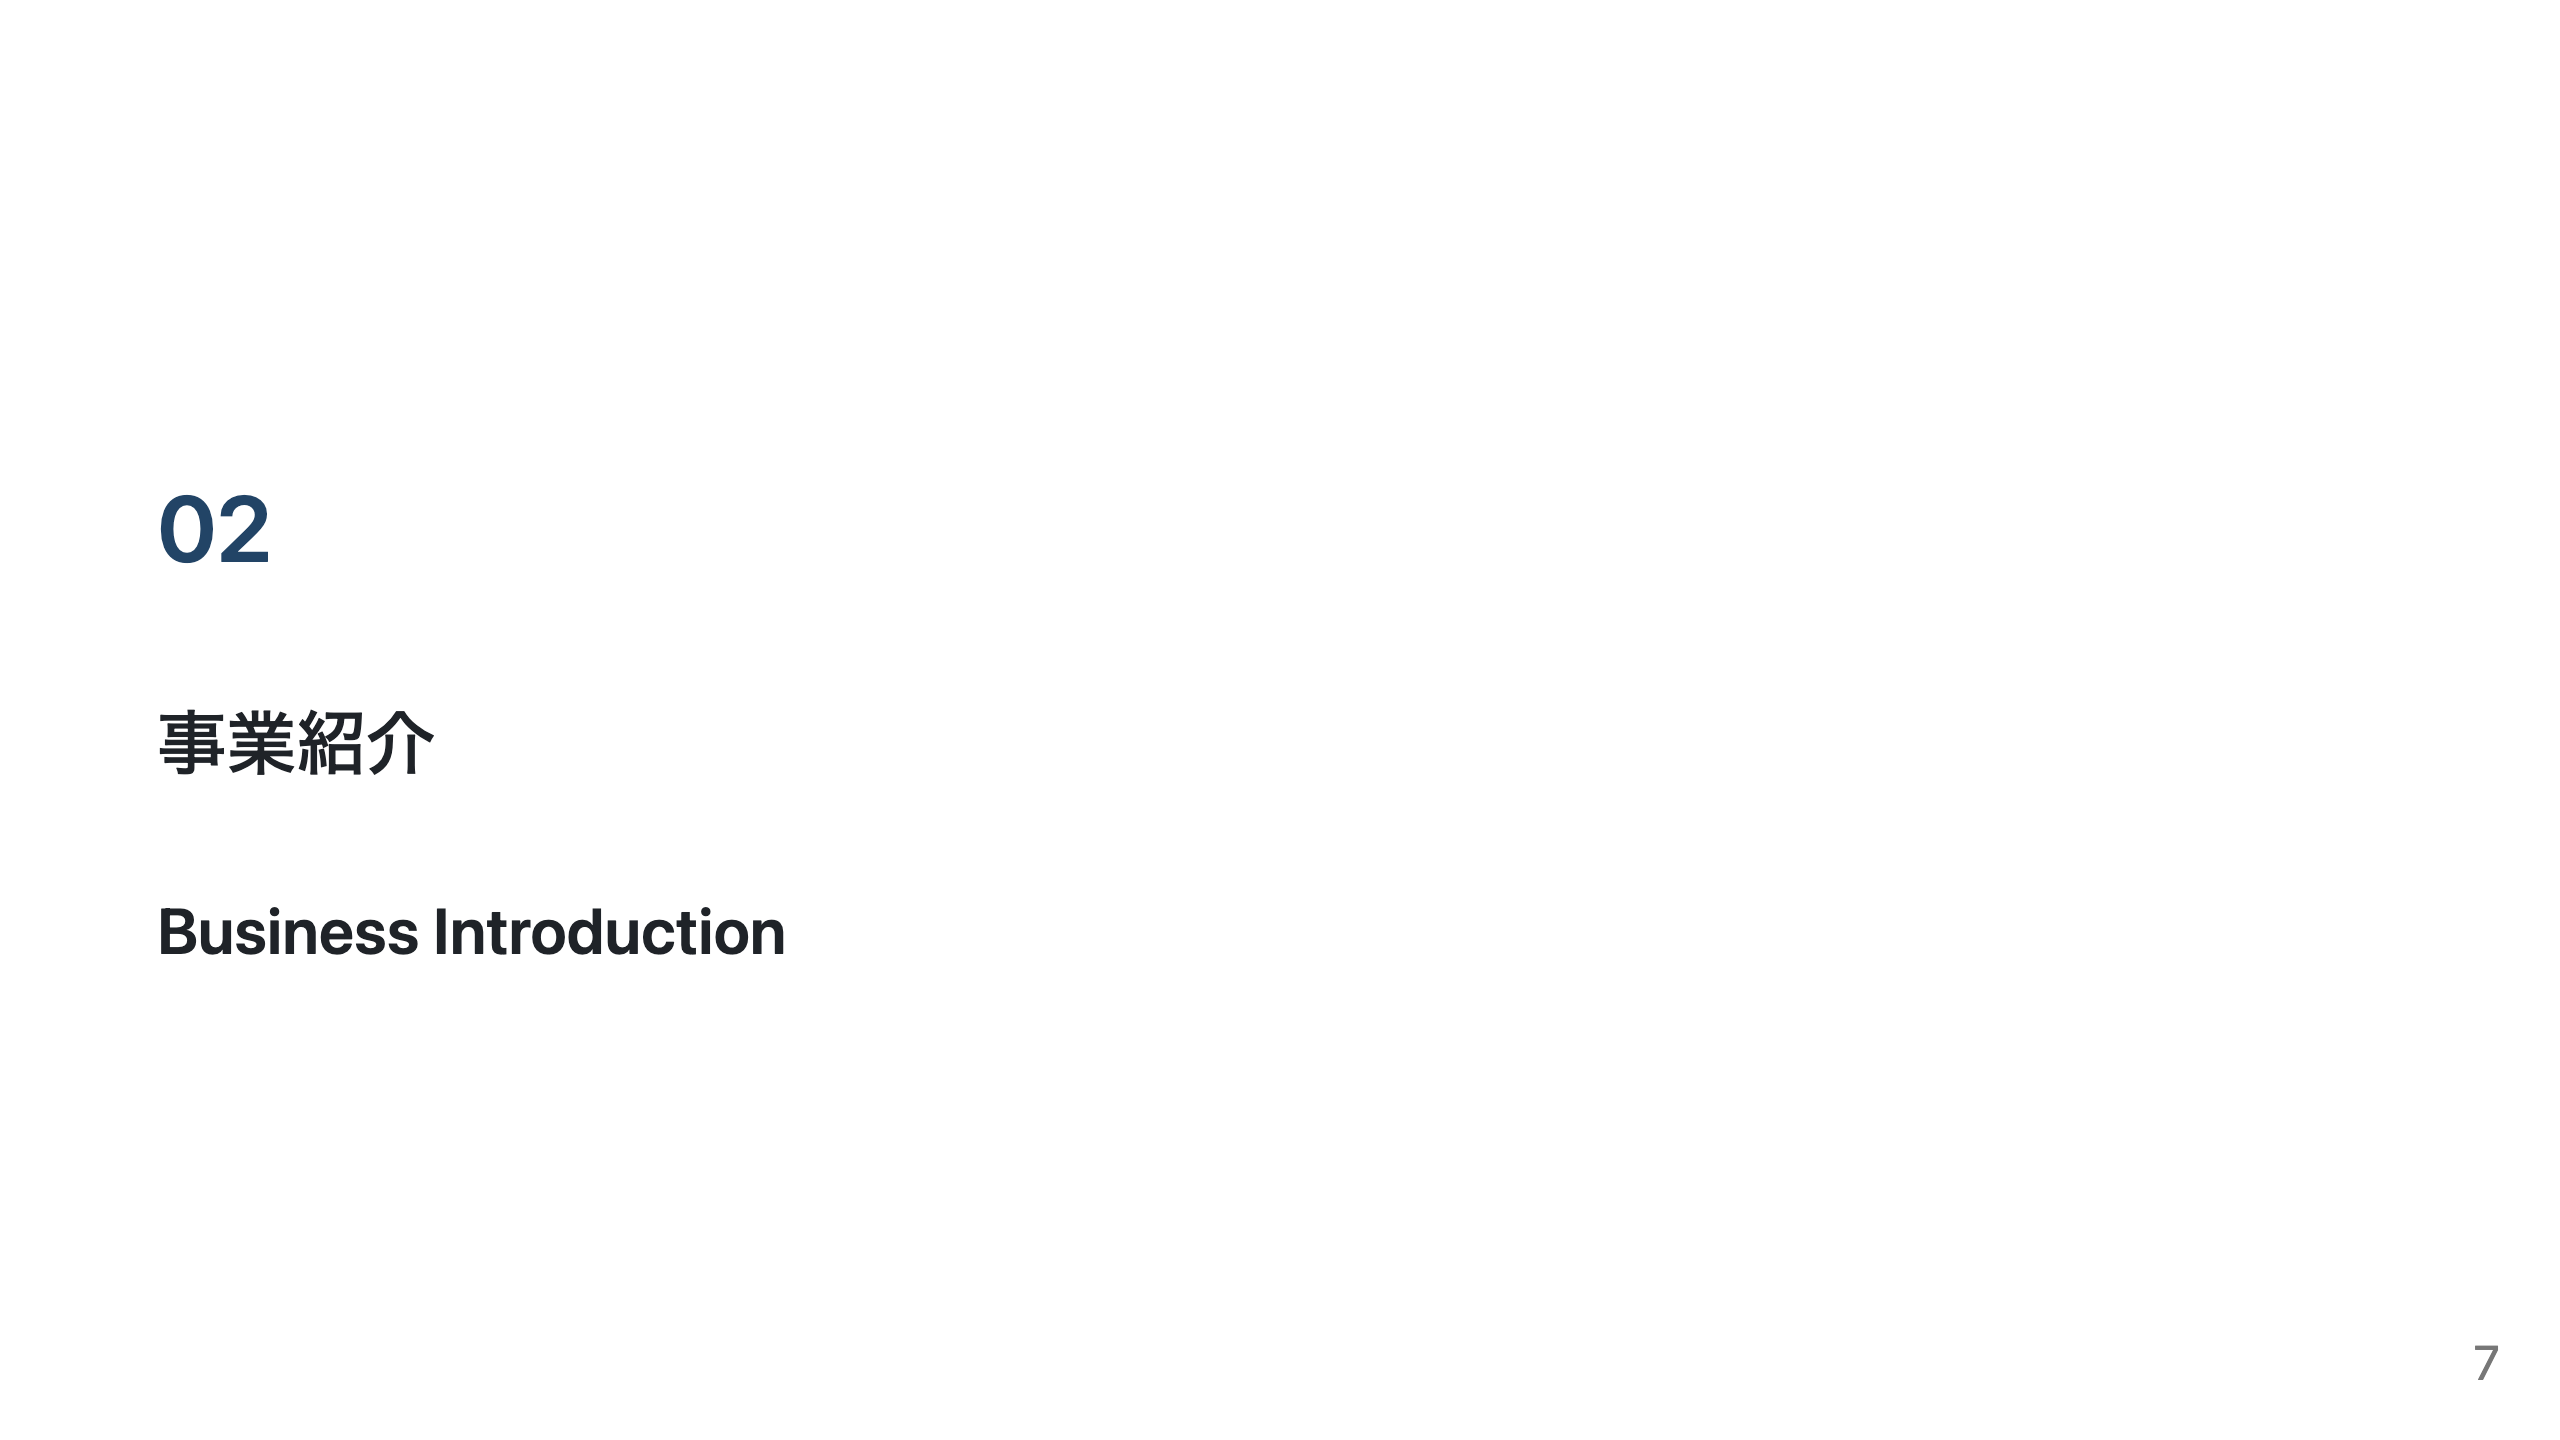 02
事業紹介
Business Introduction
7